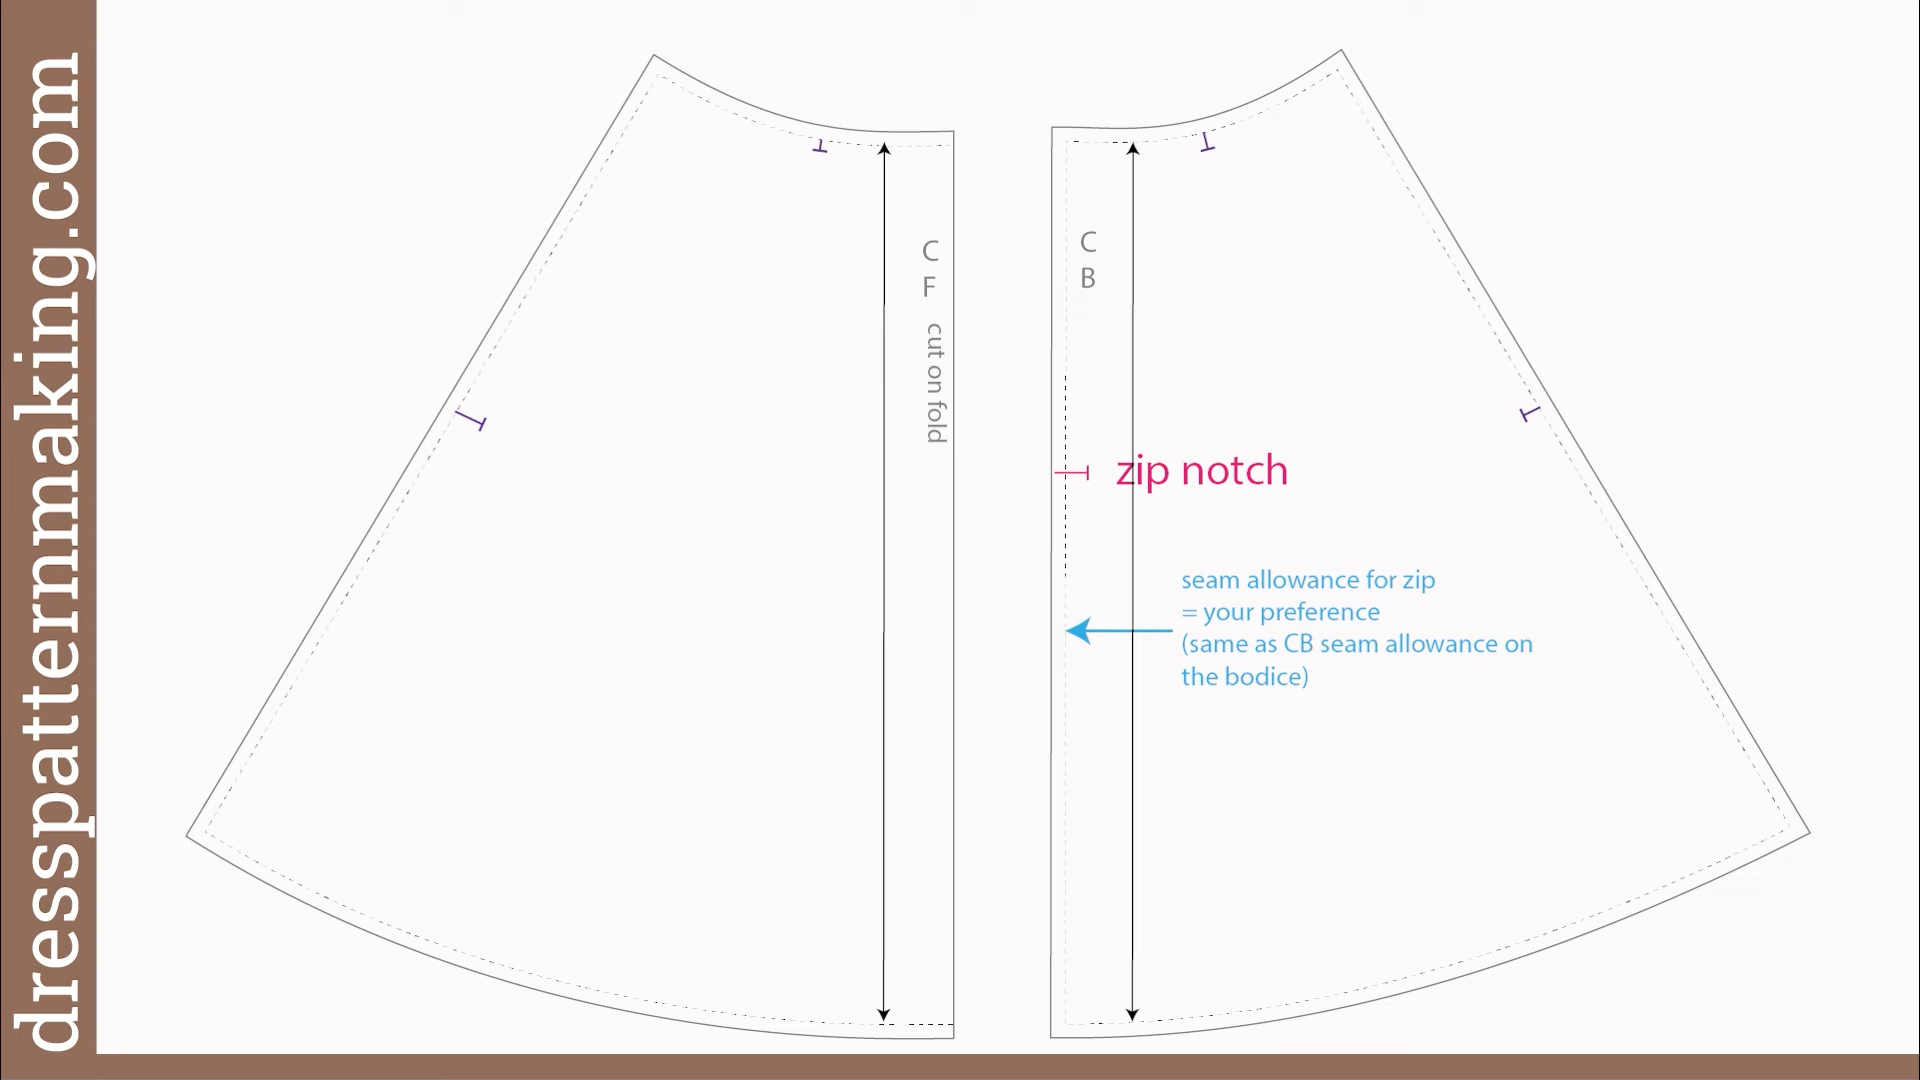 dresspatternmaking.com
C
F
cut on fold
C
B
zip notch
seam allowance for zip
= your preference
(same as CB seam allowance on
the bodice)